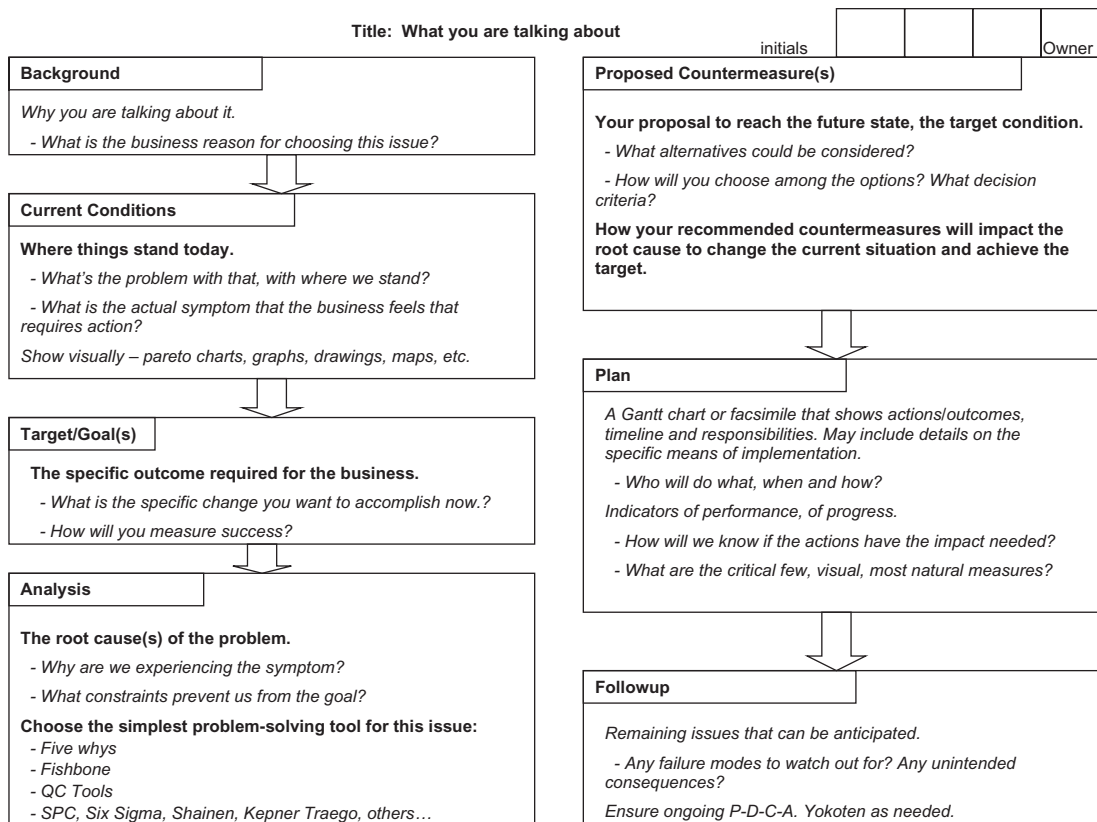 Title: What you are talking about
initials
Owner
Background
Why you are talking about it.
- What is the business reason for choosing this issue?
Current Conditions
Where things stand today.
- What's the problem with that, with where we stand?
- What is the actual symptom that the business feels that
requires action?
Show visually – pareto charts, graphs, drawings, maps, etc.
Target/Goal(s)
The specific outcome required for the business.
- What is the specific change you want to accomplish now.?
- How will you measure success?
Analysis
The root cause(s) of the problem.
- Why are we experiencing the symptom?
- What constraints prevent us from the goal?
Choose the simplest problem-solving tool for this issue:
- Five whys
- Fishbone
- QC Tools
- SPC, Six Sigma, Shainen, Kepner Traego, others…
Proposed Countermeasure(s)
Your proposal to reach the future state, the target condition.
- What alternatives could be considered?
- How will you choose among the options? What decision
criteria?
How your recommended countermeasures will impact the
root cause to change the current situation and achieve the
target.
Plan
A Gantt chart or facsimile that shows actions/outcomes,
timeline and responsibilities. May include details on the
specific means of implementation.
- Who will do what, when and how?
Indicators of performance, of progress.
- How will we know if the actions have the impact needed?
- What are the critical few, visual, most natural measures?
Followup
Remaining issues that can be anticipated.
- Any failure modes to watch out for? Any unintended
consequences?
Ensure ongoing P-D-C-A. Yokoten as needed.